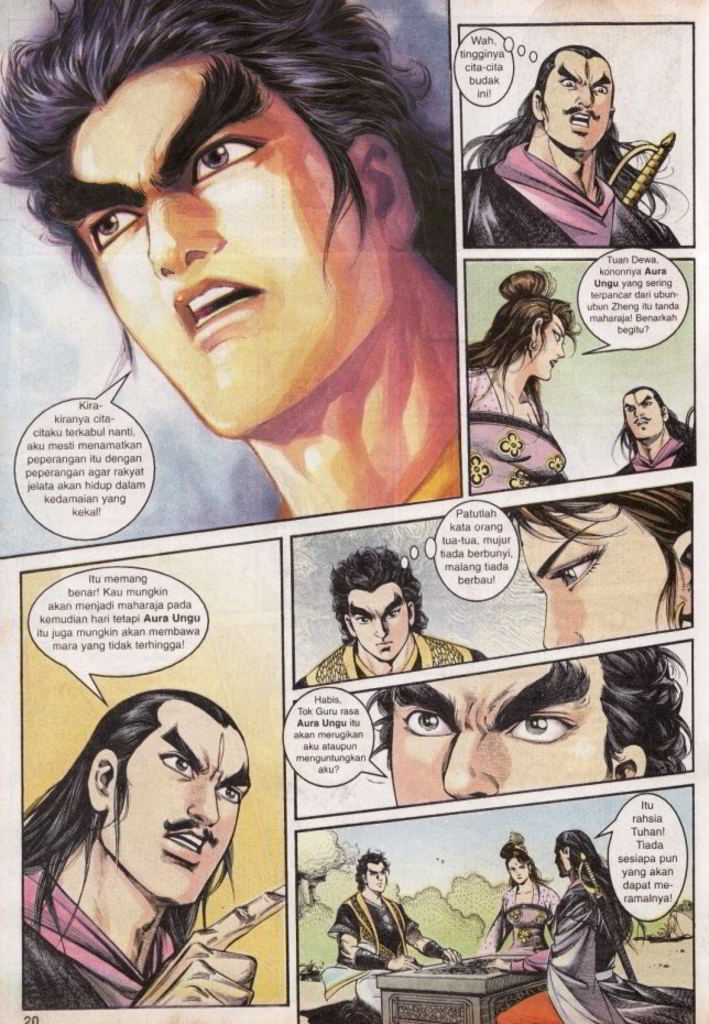 Kira-
kiranya cita-
citaku terkabul nanti,
aku mesti menamatkan
peperangan itu dengan
peperangan agar rakyat
jelata akan hidup dalam
kedamaian yang
kekal!
Wah,
tingginya
cita-cita
budak
ini!
Tuan Dewa,
kononnya Aura
Ungu yang sering
terpancar dari ubun-
ubun Zheng itu tanda
maharaja! Benarkah
begitu?
Itu memang
benar! Kau mungkin
akan menjadi maharaja pada
kemudian hari tetapi Aura Ungu
itu juga mungkin akan membawa
mara yang tidak terhingga!
Patutlah
kata orang
tua-tua, mujur
tiada berbunyi,
malang tiada
berbau!
Habis,
Tok Guru rasa
Aura Ungu itu
akan merugikan
aku ataupun
menguntungkan
aku?
Itu
rahsia
Tuhan!
Tiada
sesiapa pun
yang akan
dapat me-
ramalnya!
20